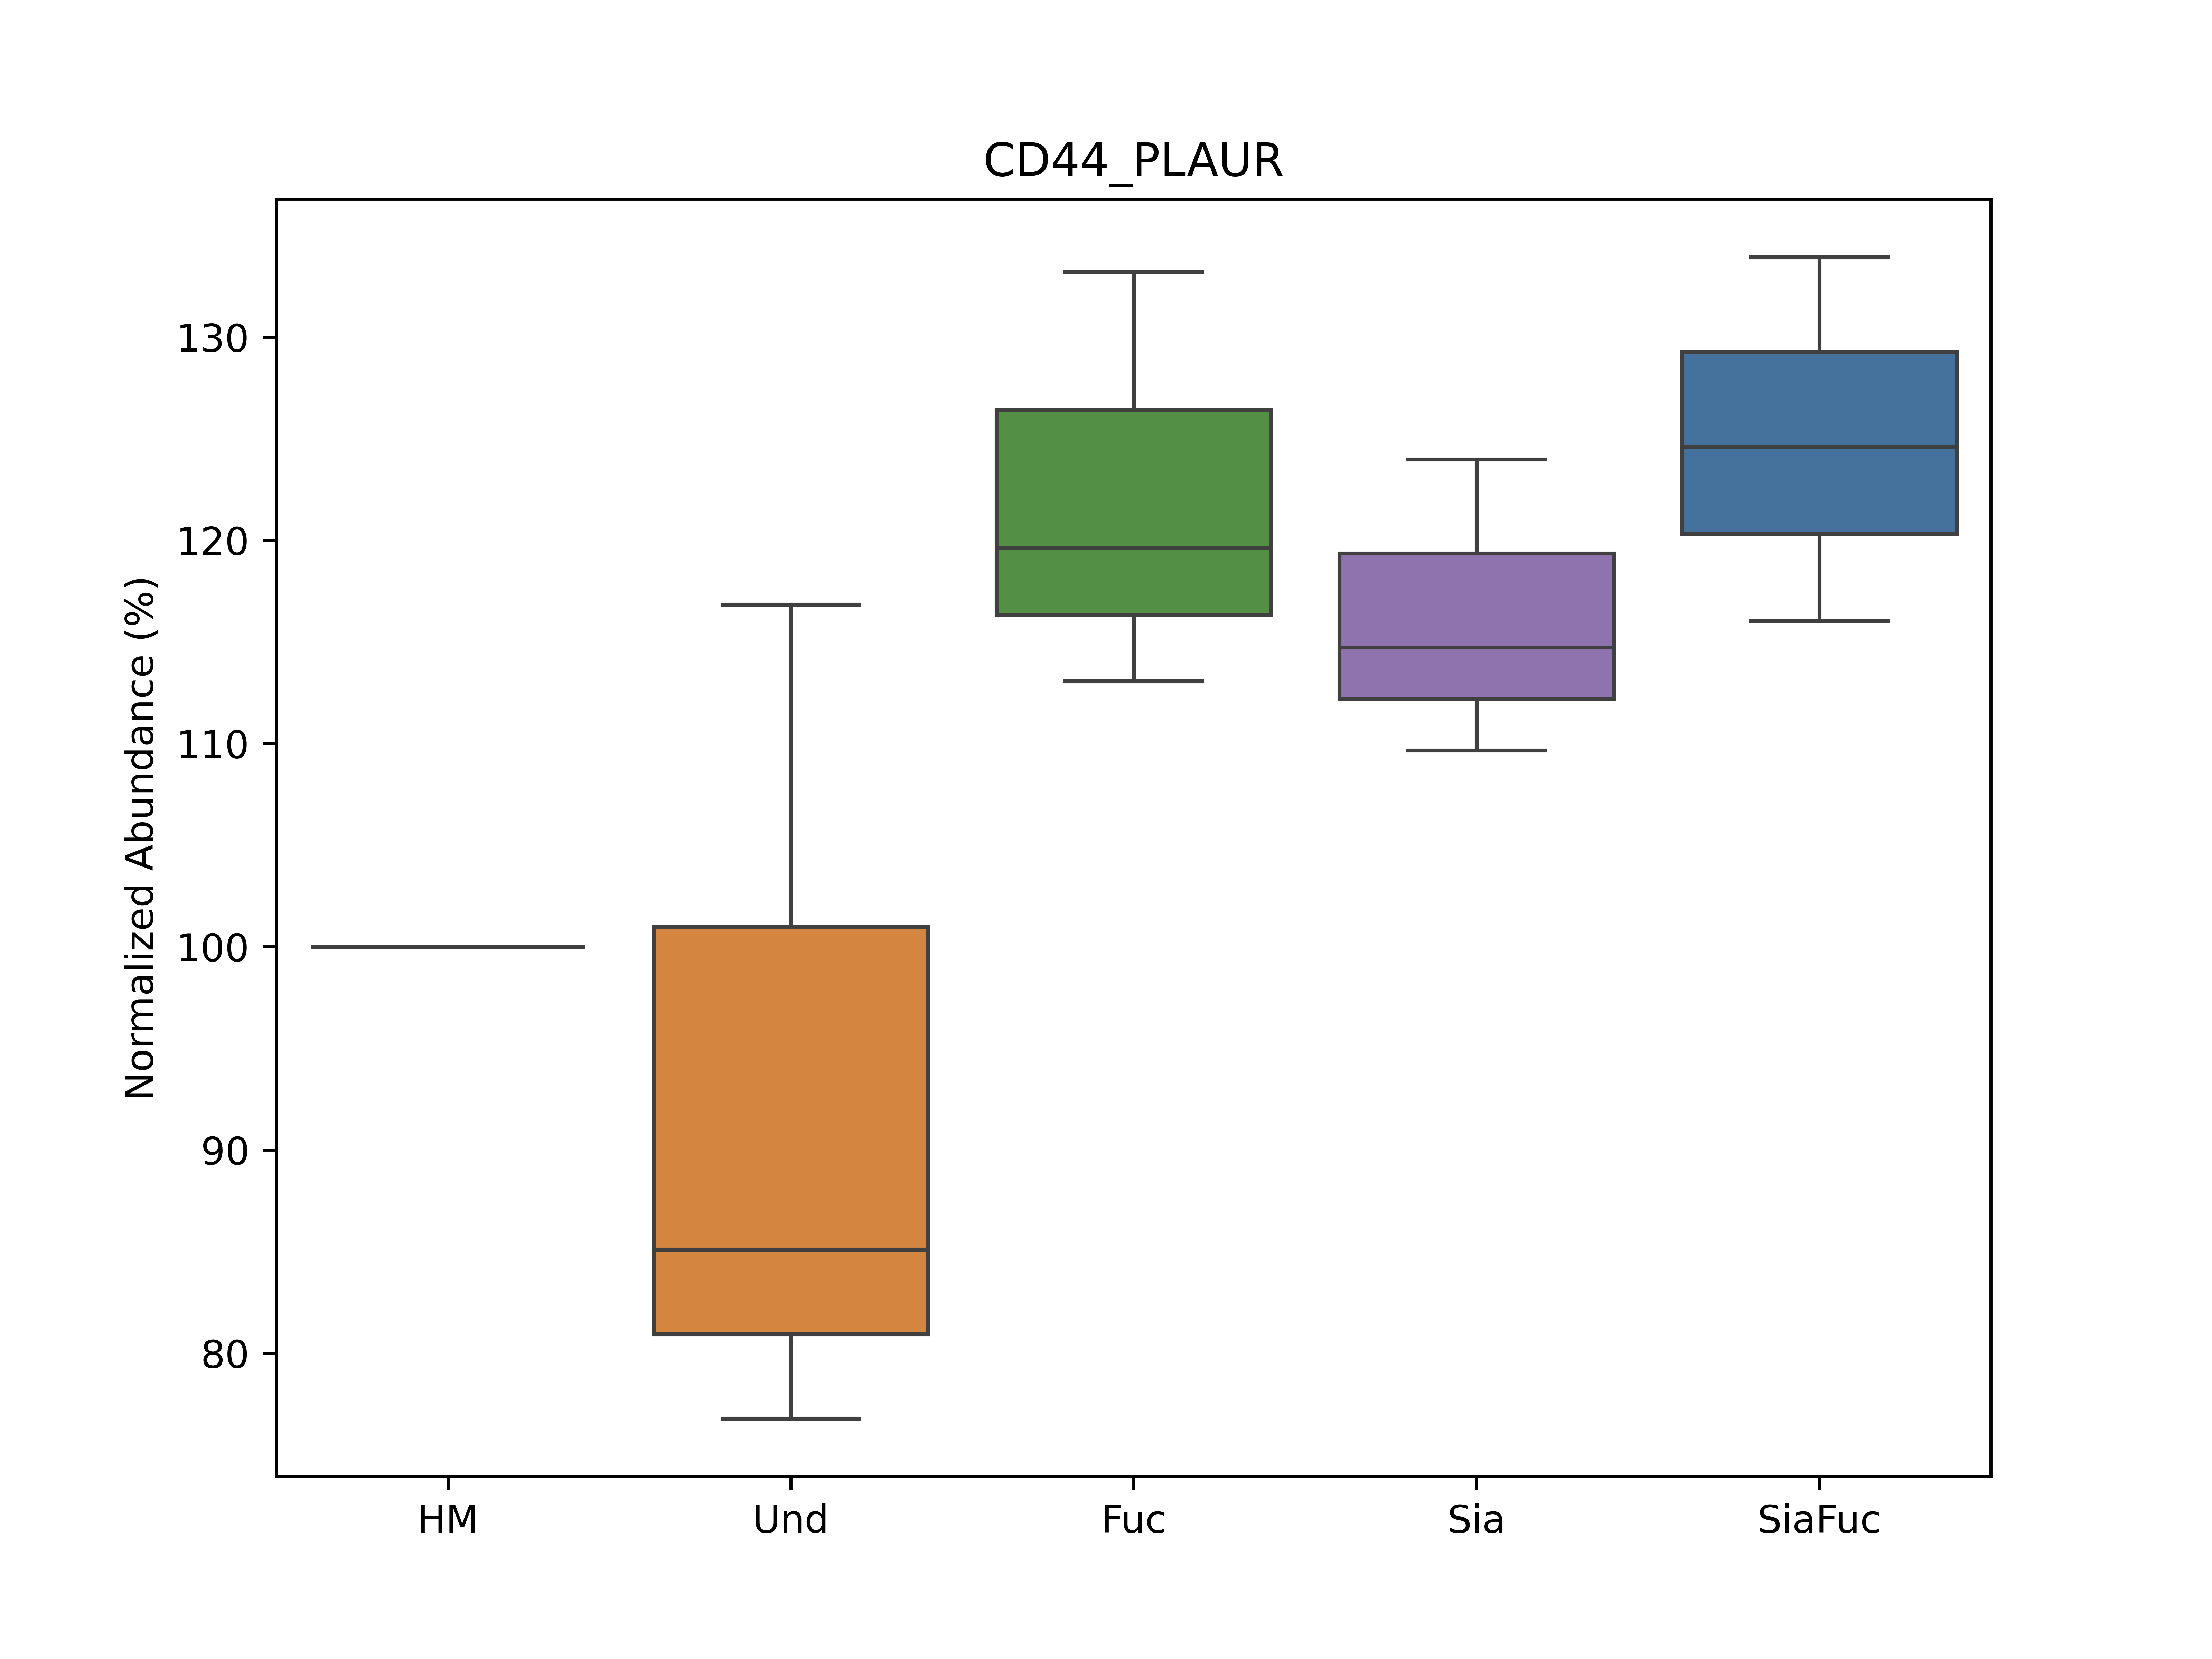 CD44_PLAUR
Normalized Abundance (%)
130
120
110
100
90
80
HM Und Fuc Sia SiaFuc